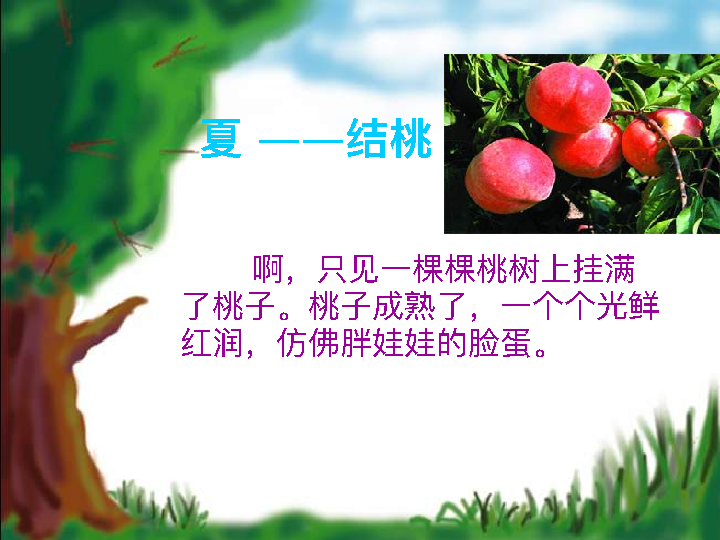 夏 ——结桃
啊，只见一棵棵桃树上挂满
了桃子。桃子成熟了，一个个光鲜
红润，仿佛胖娃娃的脸蛋。